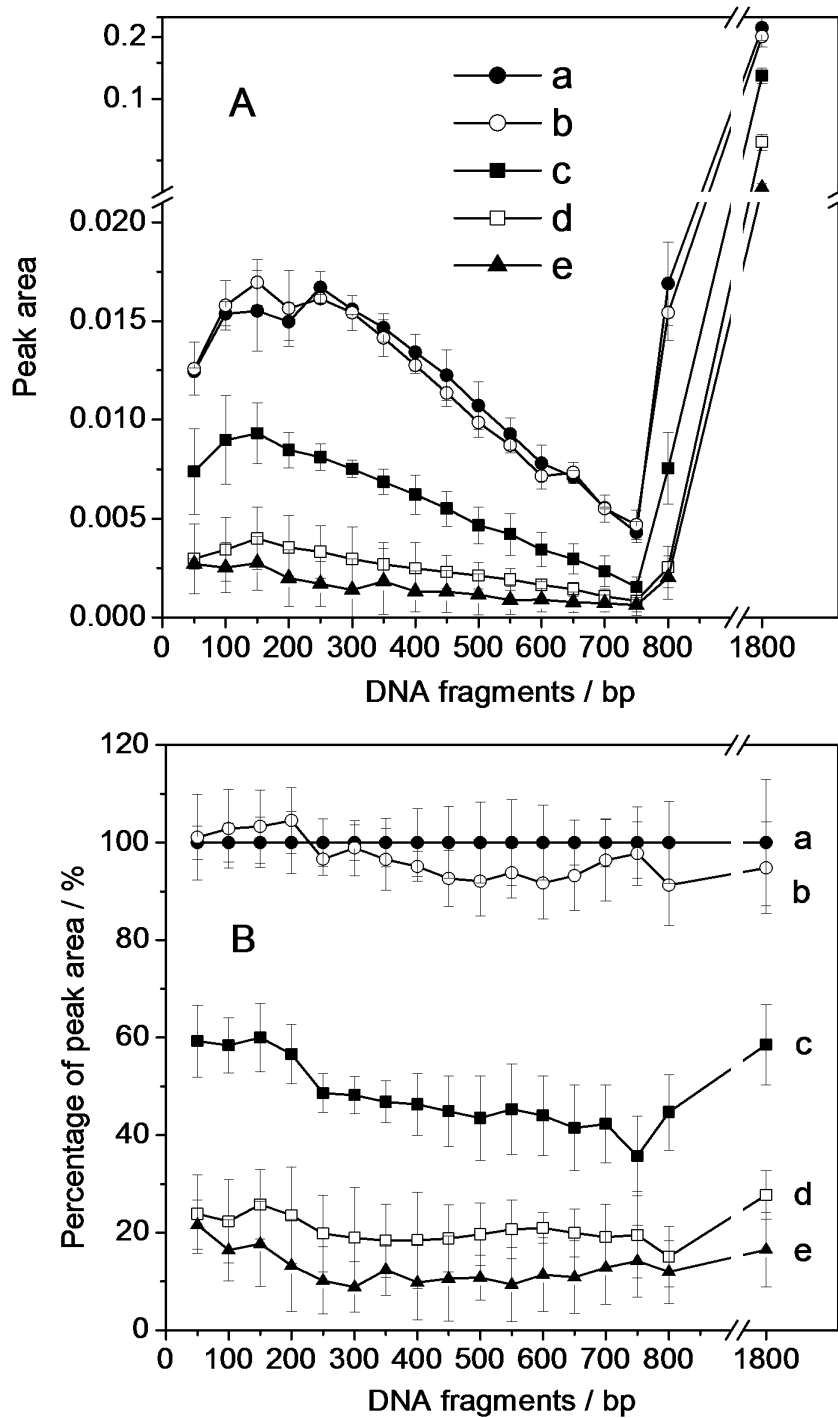 0.2
0.1
A
a
b
c
d
e
0.020
0.015
0.010
0.005
0.000
Peak area
0 100 200 300 400 500 600 700 800 1800
DNA fragments / bp
120
100
80
60
40
20
0
Percentage of peak area / %
B
a
b
c
d
e
0 100 200 300 400 500 600 700 800 1800
DNA fragments / bp